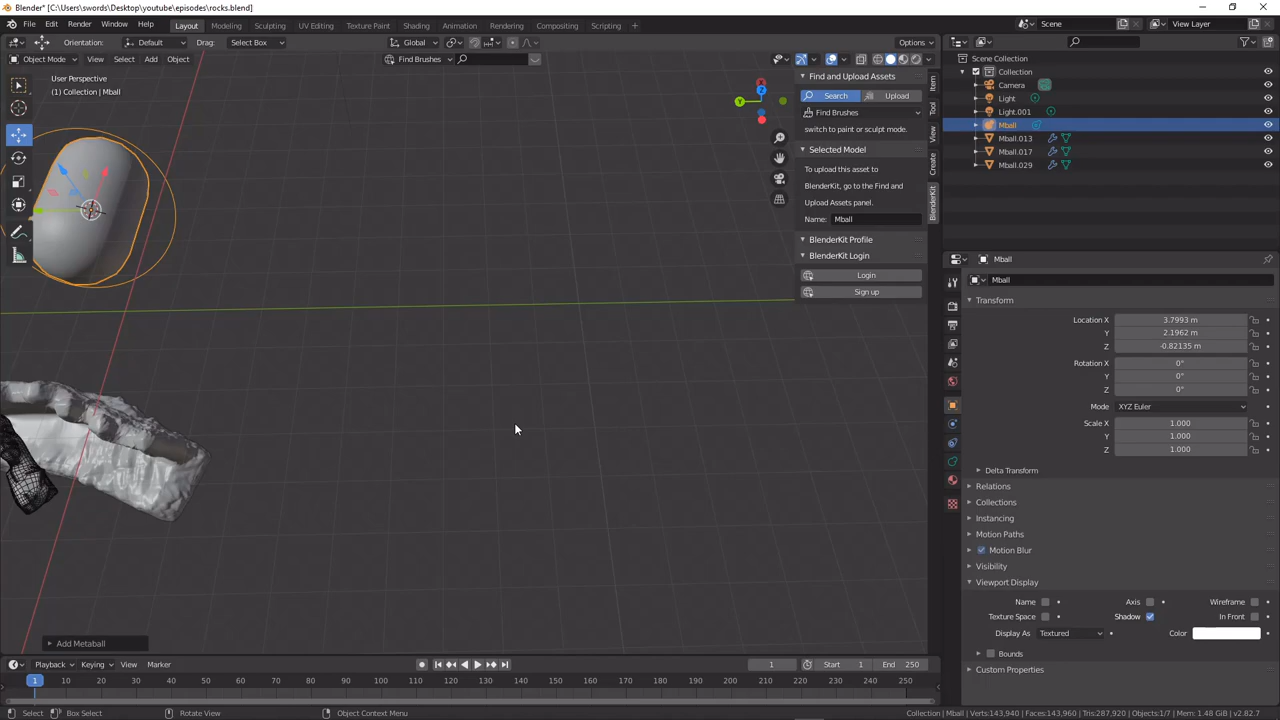 Blender* [C:\Users\swords\Desktop\youtube\episodes\rocks.blend]
File Edit Render Window Help Layout Modeling Sculpting UV Editing Texture Paint Shading Animation Rendering Compositing Scripting + Scene View Layer
Orientation: Default Drag: Select Box Global Options
Object Mode View Select Add Object Find Brushes
User Perspective
(1) Collection | Mball
Find and Upload Assets
Search Upload
Find Brushes
switch to paint or sculpt mode.
Selected Model
To upload this asset to
BlenderKit, go to the Find and
Upload Assets panel.
Name: Mball
BlenderKit Profile
BlenderKit Login
Login
Sign up
Item
Tool
View
Create
BlenderKit
X
Y
Z
Scene Collection
Collection
Camera
Light
Light.001
Mball
Mball.013
Mball.017
Mball.029
Mball
Mball
Transform
Location X 3.7993 m
Y 2.1962 m
Z -0.82135 m
Rotation X 0°
Y 0°
Z 0°
Mode XYZ Euler
Scale X 1.000
Y 1.000
Z 1.000
Delta Transform
Relations
Collections
Instancing
Motion Paths
Motion Blur
Visibility
Viewport Display
Name Axis Wireframe
Texture Space Shadow In Front
Display As Textured Color
Bounds
Custom Properties
Add Metaball
Playback Keying View Marker 1 Start 1 End 250
1 10 20 30 40 50 60 70 80 90 100 110 120 130 140 150 160 170 180 190 200 210 220 230 240 250
Select Box Select Rotate View Object Context Menu Collection | Mball | Verts:143,940 | Faces:143,960 | Tris:287,920 | Objects:1/7 | Mem: 1.48 GiB | v2.82.7